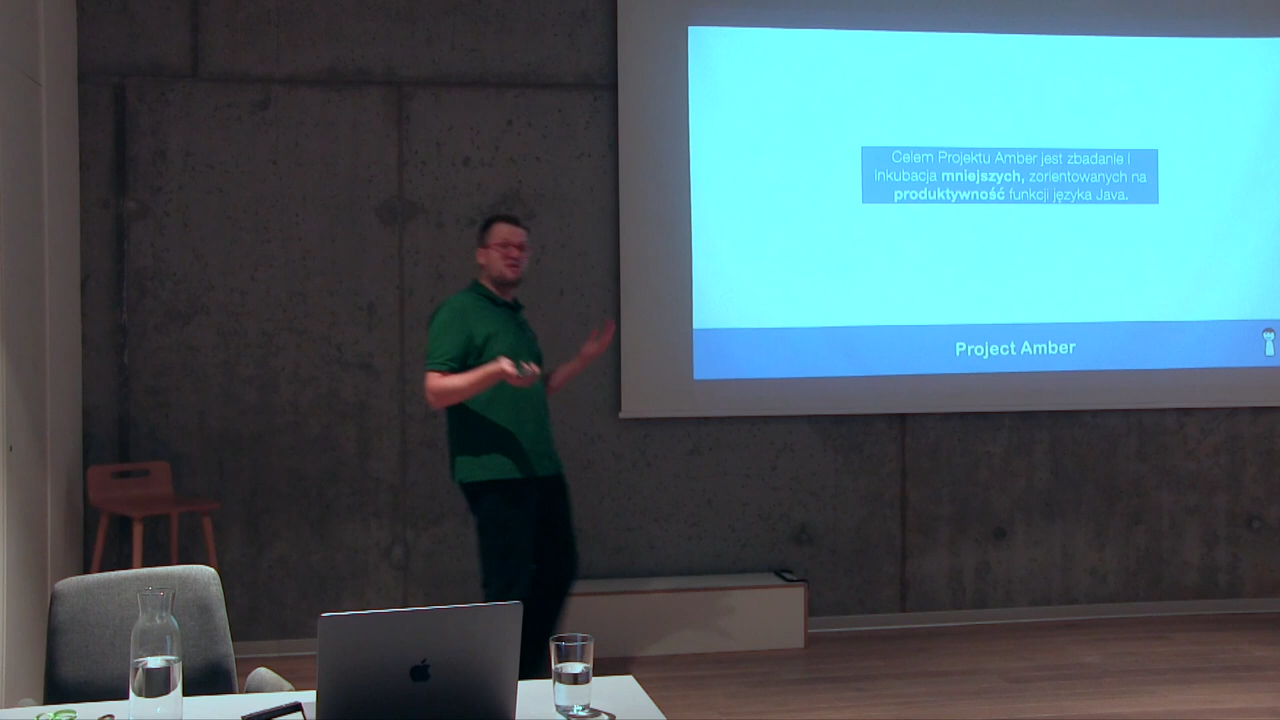 Celem Projektu Amber jest zbadanie i
inkubacja mniejszych, zorientowanych na
produktywność funkcji języka Java.
Project Amber